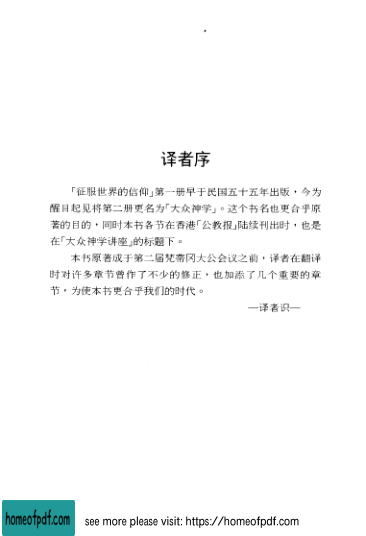 译者序
「征服世界的信仰」第一册早于民国五十五年出版，今为
醒目起见将第二册更名为「大众神学」。这个书名也更合乎原
著的目的，同时本书各节在香港「公教报」陆续刊出时，也是
在「大众神学讲座」的标题下。
本书原著成于第二届梵蒂冈大公会议之前，译者在翻译
时对许多章节曾作了不少的修正，也加添了几个重要的章
节，为使本书更合乎我们的时代。
—译者识—
homeofpdf.com
see more please visit: https://homeofpdf.com